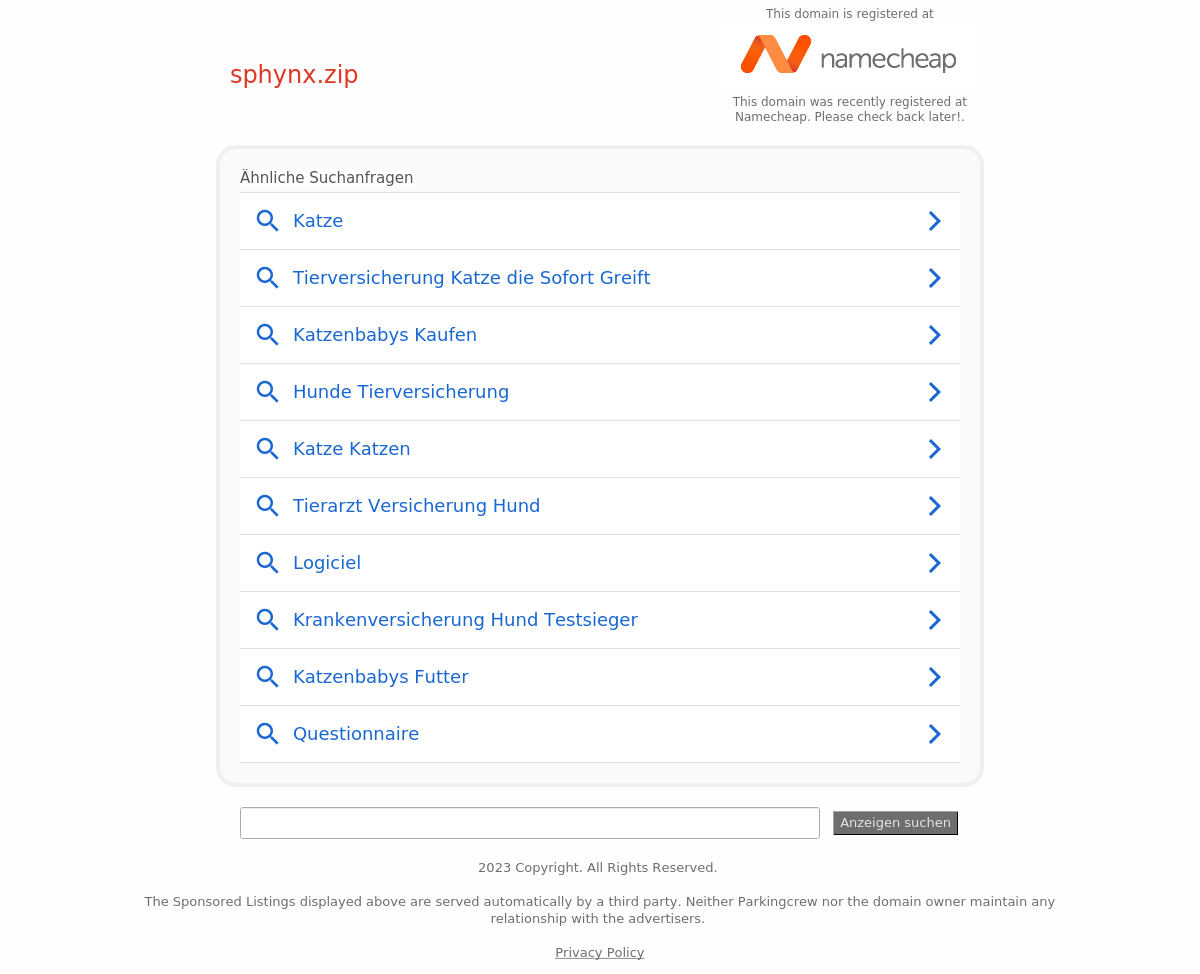 This domain is registered at
namecheap
sphynx.zip
This domain was recently registered at
Namecheap. Please check back later!.
Ähnliche Suchanfragen
Katze
Tierversicherung Katze die Sofort Greift
Katzenbabys Kaufen
Hunde Tierversicherung
Katze Katzen
Tierarzt Versicherung Hund
Logiciel
Krankenversicherung Hund Testsieger
Katzenbabys Futter
Questionnaire
Anzeigen suchen
2023 Copyright. All Rights Reserved.
The Sponsored Listings displayed above are served automatically by a third party. Neither Parkingcrew nor the domain owner maintain any
relationship with the advertisers.
Privacy Policy